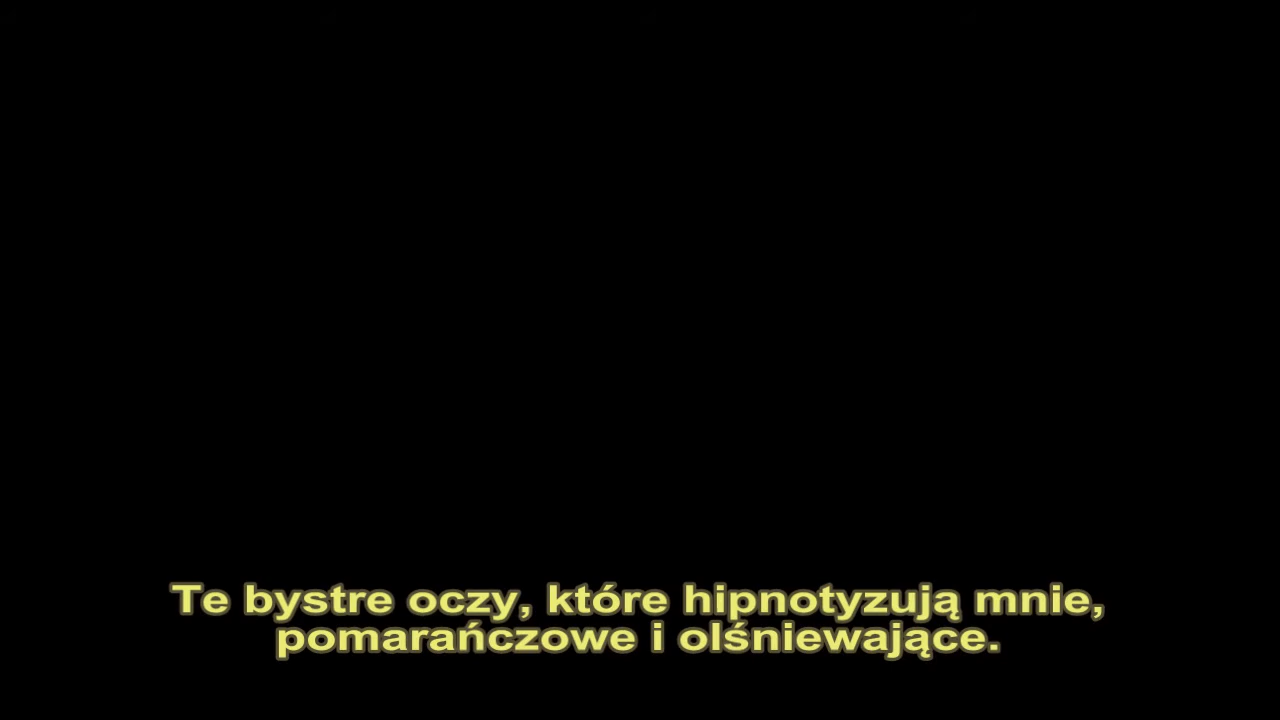 Te bystre oczy, które hipnotyzują mnie,
pomarańczowe i olśniewające.